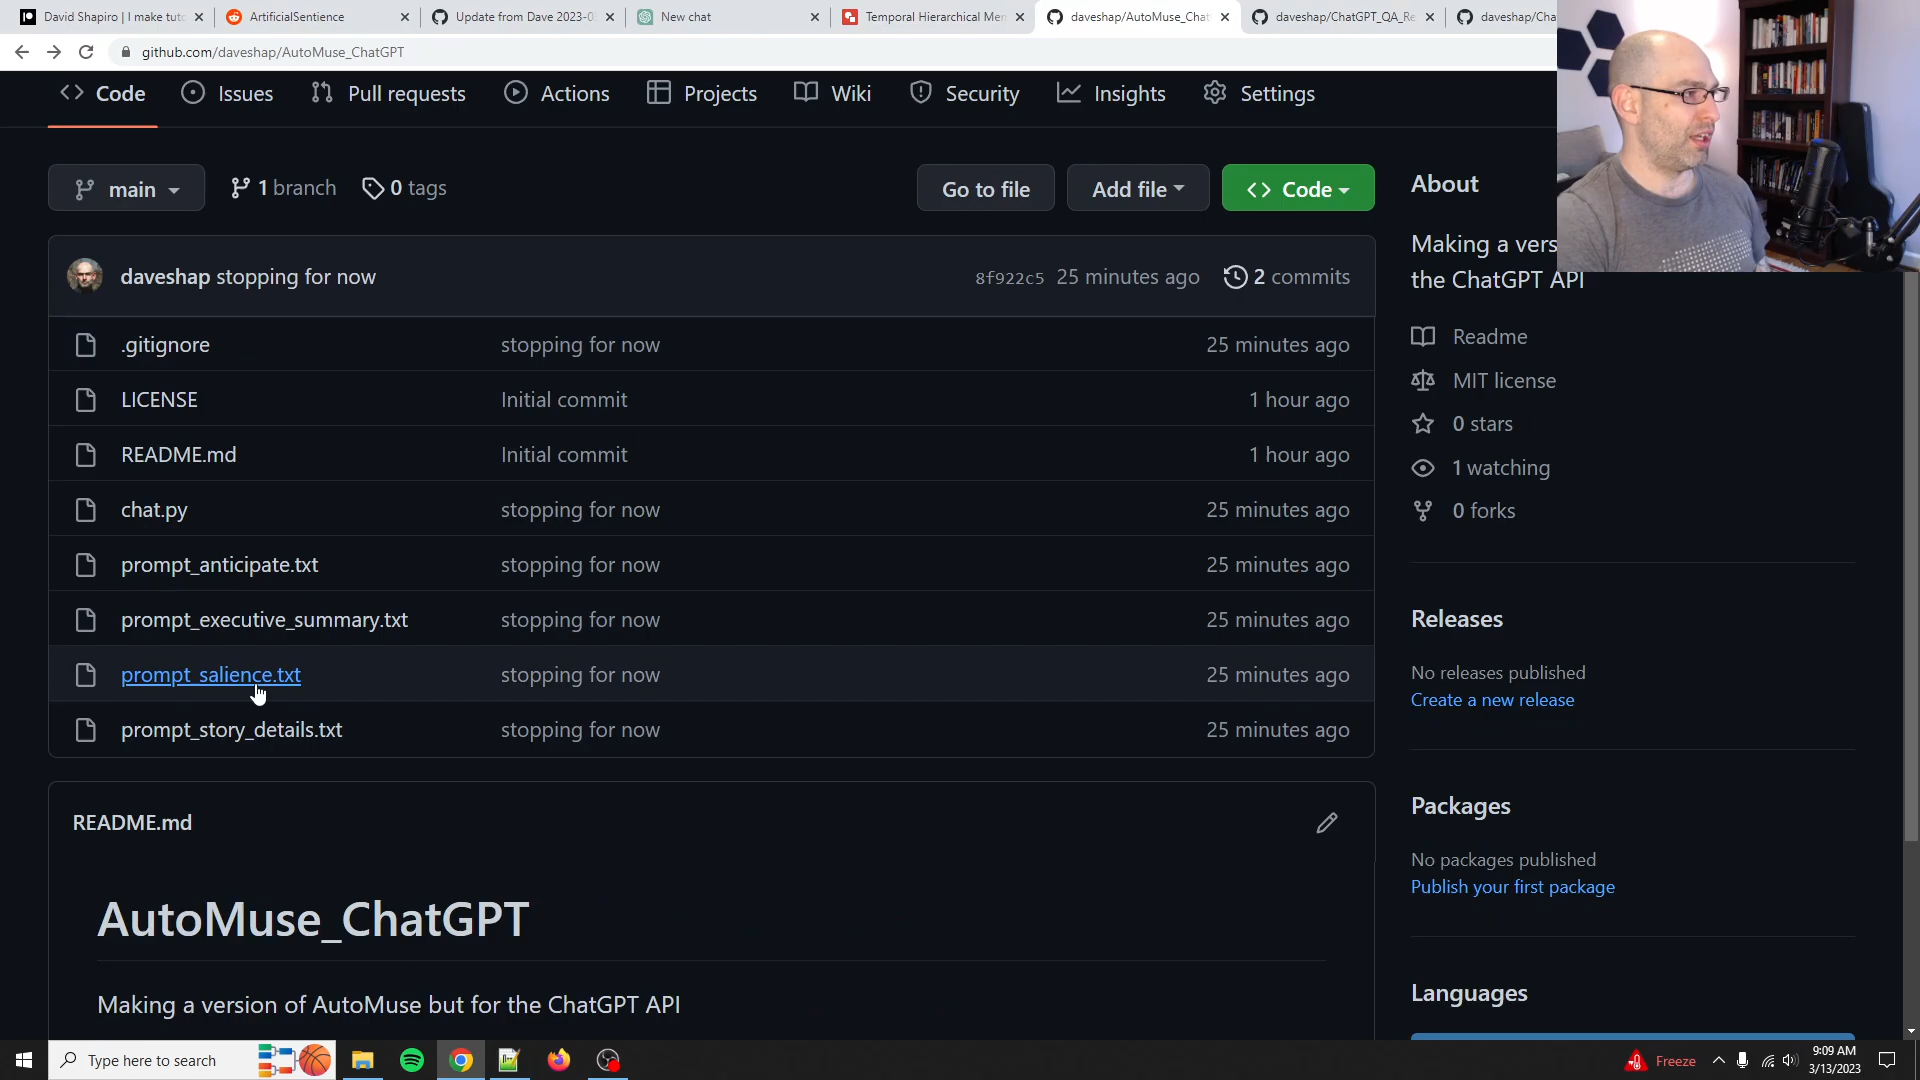 David Shapiro | I make tut
ArtificialSentience
Update from Dave 2023-0
New chat
Temporal Hierarchical Mem
daveshap/AutoMuse_Chat
daveshap/ChatGPT_QA_Re
daveshap/Cha
github.com/daveshap/AutoMuse_ChatGPT
Code
Issues
Pull requests
Actions
Projects
Wiki
Security
Insights
Settings
main
1 branch
0 tags
Go to file
Add file
Code
daveshap stopping for now
8f922c5 25 minutes ago
2 commits
.gitignore stopping for now 25 minutes ago
LICENSE Initial commit 1 hour ago
README.md Initial commit 1 hour ago
chat.py stopping for now 25 minutes ago
prompt_anticipate.txt stopping for now 25 minutes ago
prompt_executive_summary.txt stopping for now 25 minutes ago
prompt_salience.txt stopping for now 25 minutes ago
prompt_story_details.txt stopping for now 25 minutes ago
README.md
AutoMuse_ChatGPT
Making a version of AutoMuse but for the ChatGPT API
About
Making a vers
the ChatGPT API
Readme
MIT license
0 stars
1 watching
0 forks
Releases
No releases published
Create a new release
Packages
No packages published
Publish your first package
Languages
Type here to search
Freeze
9:09 AM
3/13/2023